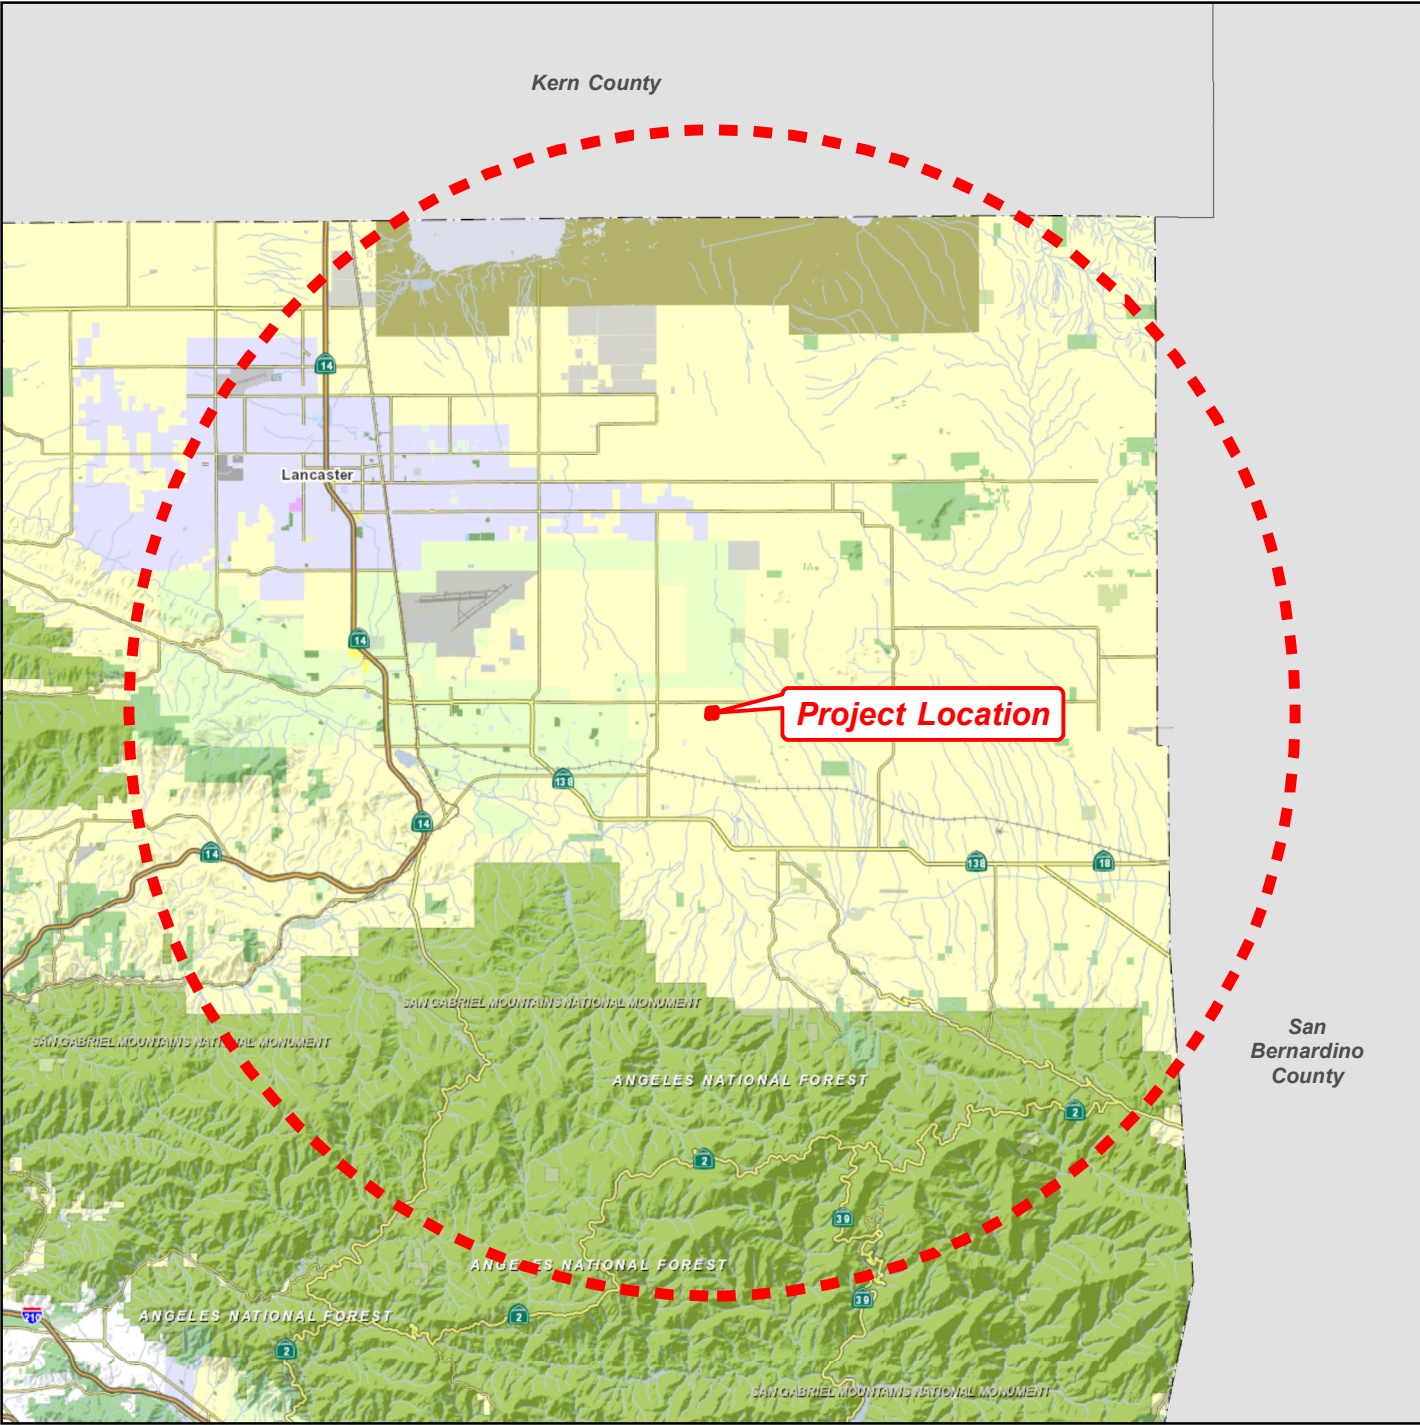 Kern County
14
Lancaster
14
Project Location
138
14
14
138
18
SAN GABRIEL MOUNTAINS NATIONAL MONUMENT
San
Bernardino
County
SAN GABRIEL MOUNTAINS NATIONAL MONUMENT
ANGELES NATIONAL FOREST
2
2
39
ANGELES NATIONAL FOREST
39
210
ANGELES NATIONAL FOREST
2
2
SAN GABRIEL MOUNTAINS NATIONAL MONUMENT